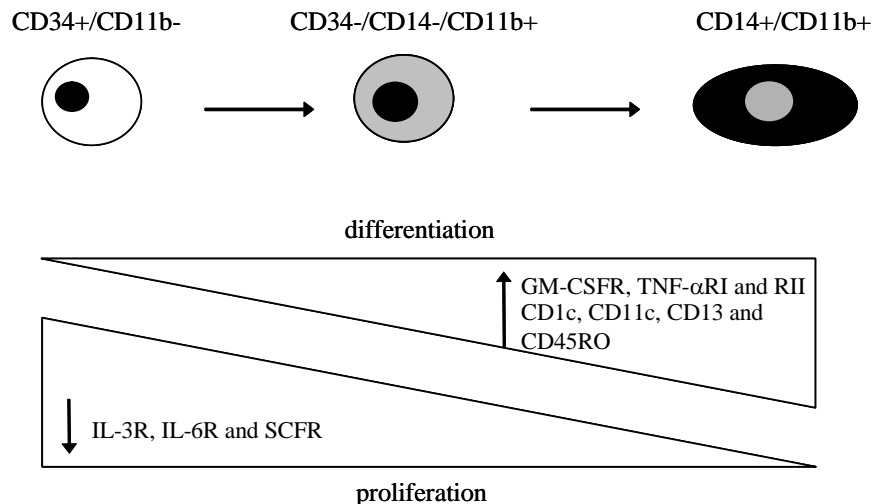 CD34+/CD11b-
CD34-/CD14-/CD11b+
CD14+/CD11b+
differentiation
GM-CSFR, TNF-αRI and RII
CD1c, CD11c, CD13 and
CD45RO
IL-3R, IL-6R and SCFR
proliferation